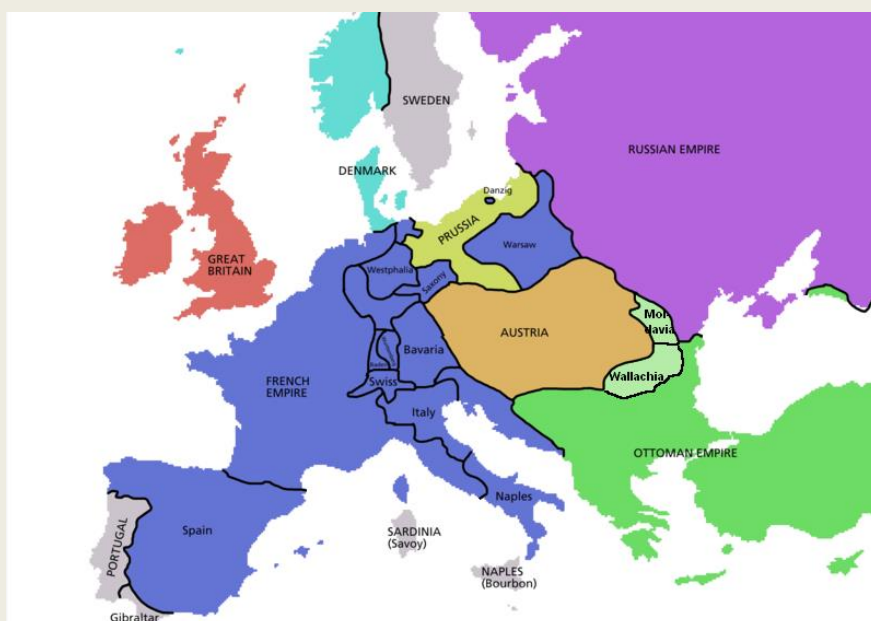 SWEDEN
RUSSIAN EMPIRE
DENMARK
Danzig
PRUSSIA
Warsaw
GREAT
BRITAIN
Westphalia
Saxony
Mol-
davia
AUSTRIA
Bavaria
Baden
Wallachia
FRENCH
EMPIRE
Swiss
Italy
OTTOMAN EMPIRE
Naples
Spain
PORTUGAL
SARDINIA
(Savoy)
NAPLES
(Bourbon)
Gibraltar